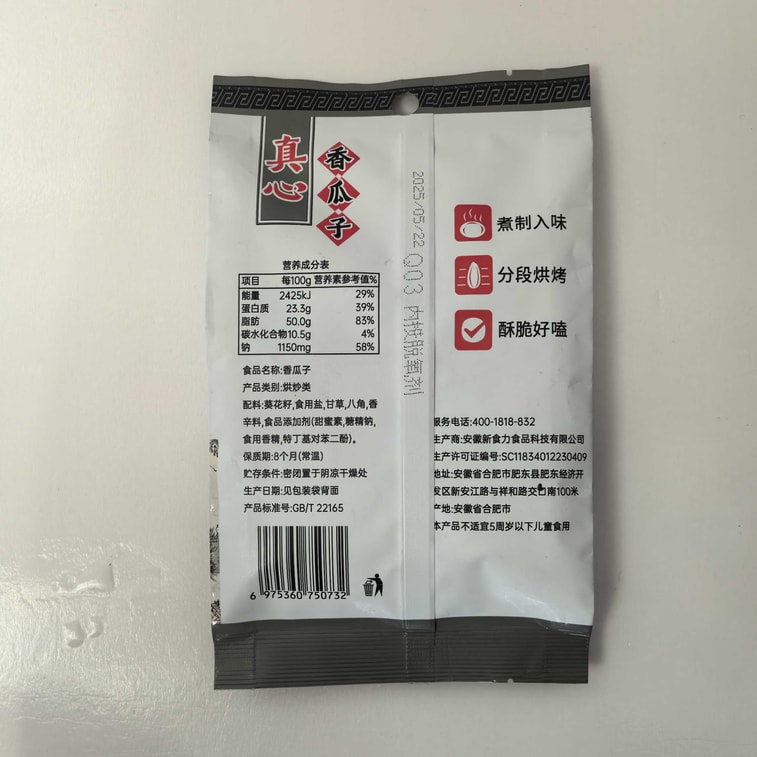 真心
香瓜子
营养成分表
项目 每100g 营养素参考值%
能量 2425kJ 29%
蛋白质 23.3g 39%
脂肪 50.0g 83%
碳水化合物 10.5g 4%
钠 1150mg 58%
食品名称:香瓜子
产品类别:烘炒类
配料:葵花籽,食用盐,甘草,八角,香
辛料,食品添加剂(甜蜜素,糖精钠,
食用香精,特丁基对苯二酚)。
保质期:8个月(常温)
贮存条件:密闭置于阴凉干燥处
生产日期:见包装袋背面
产品标准号:GB/T 22165
6 975360 750732
2025/05/22 Q03 内拱脱氧剂
煮制入味
分段烘烤
酥脆好嗑
服务电话:400-1818-832
生产商:安徽新食力食品科技有限公司
生产许可证编号:SC11834012230409
地址:安徽省合肥市肥东县肥东经济开
发区新安江路与祥和路交口南100米
产地:安徽省合肥市
本产品不适宜5周岁以下儿童食用